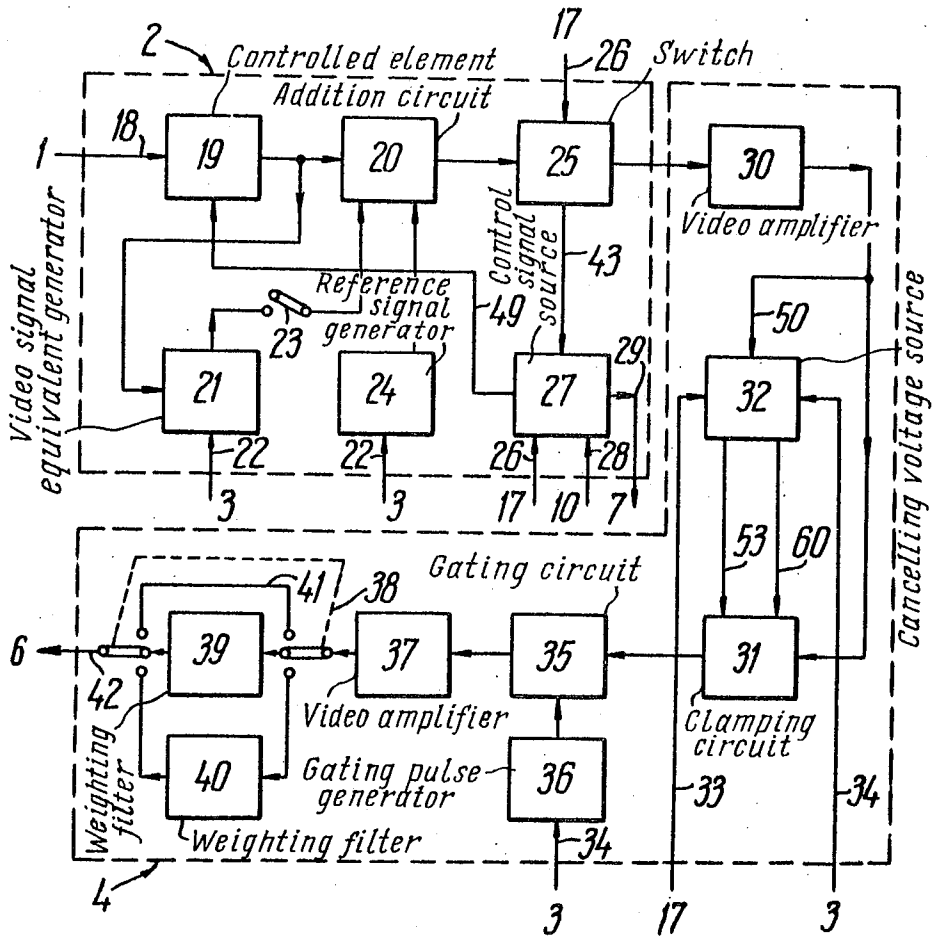 17
2
Controlled element
26
Switch
Addition circuit
1
18
19
20
25
30
Video amplifier
Video signal
equivalent generator
Control signal
source
43
Reference
signal
generator
23
49
50
29
21
24
27
32
Cancelling voltage source
22
22
26
28
3
3
17
10
7
53
60
Gating circuit
41
38
6
42
39
37
35
31
Video amplifier
Clamping
circuit
Weighting
filter
40
Gating pulse
generator
36
33
34
Weighting filter
34
4
3
17
3